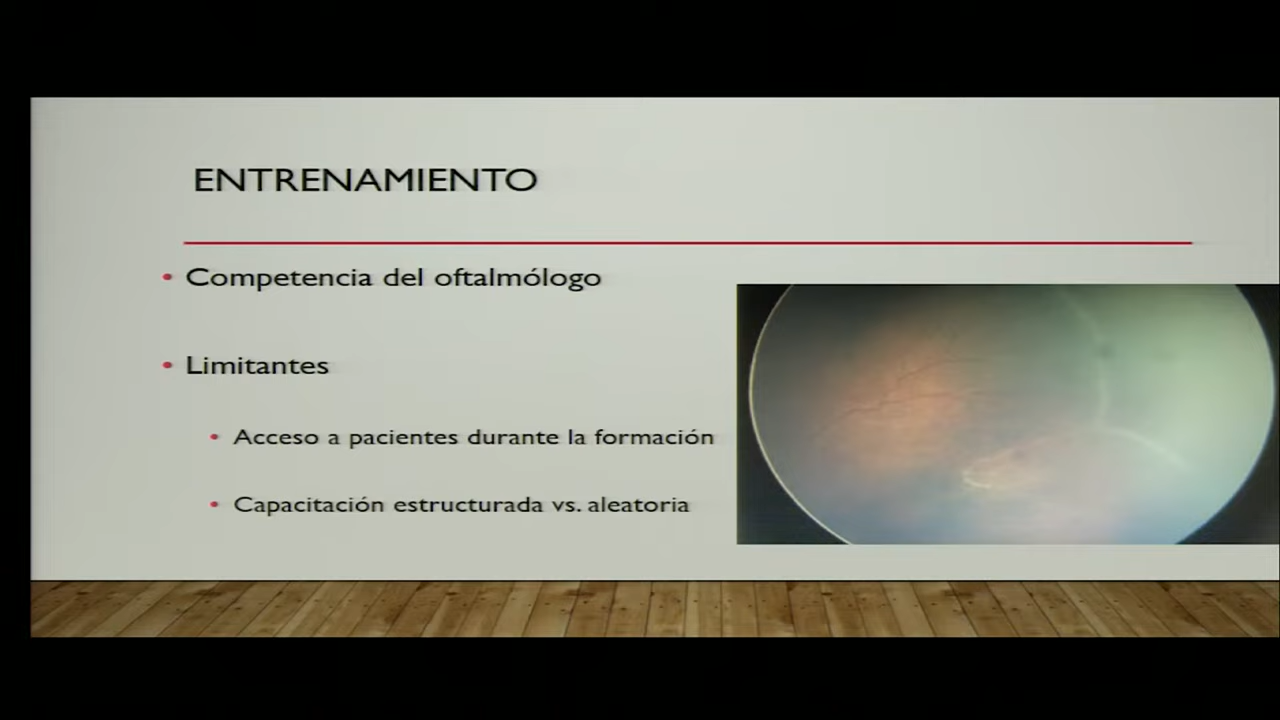 ENTRENAMIENTO
• Competencia del oftalmólogo
• Limitantes
• Acceso a pacientes durante la formación
• Capacitación estructurada vs. aleatoria